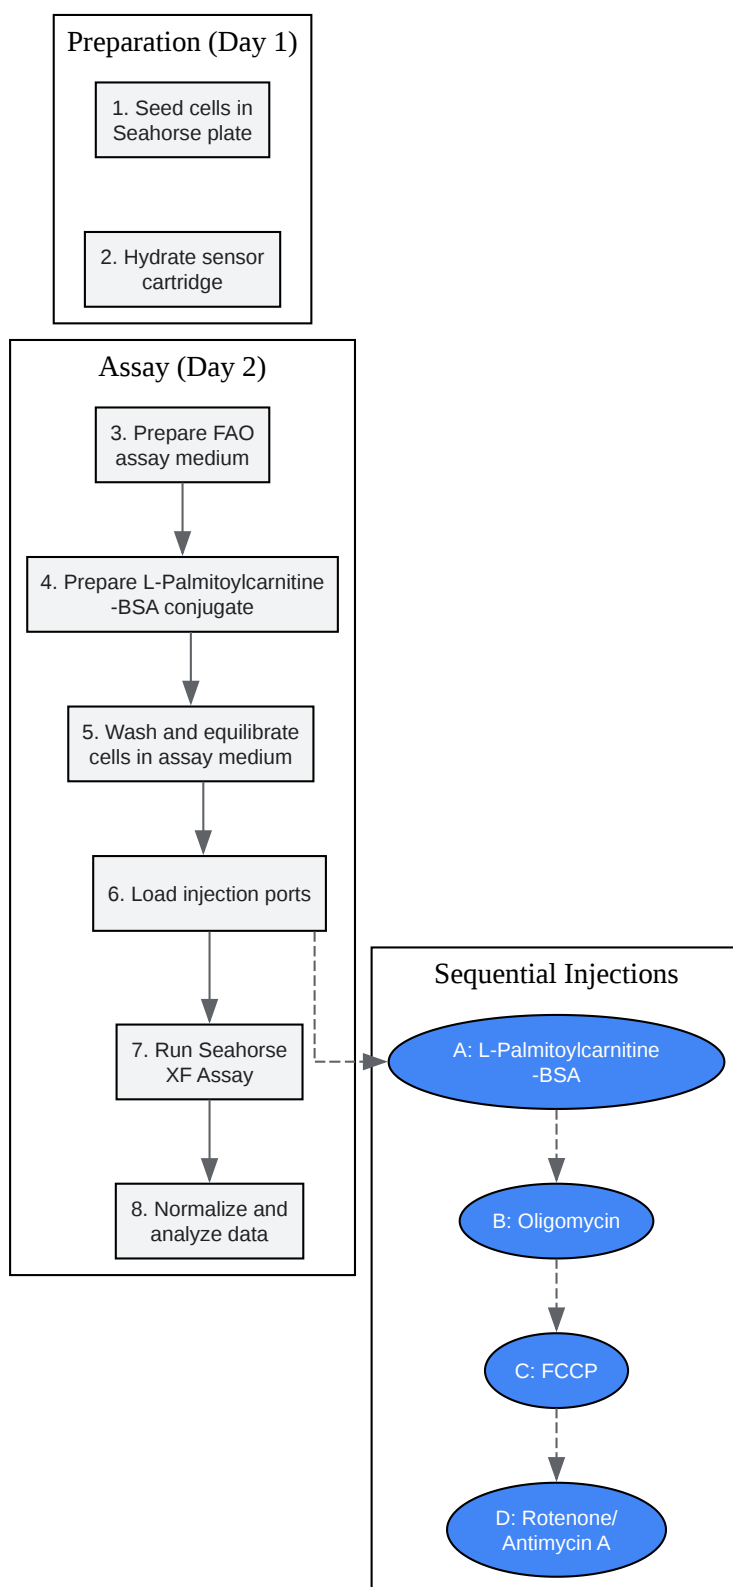 Preparation (Day 1)
1. Seed cells in
Seahorse plate
2. Hydrate sensor
cartridge
Assay (Day 2)
3. Prepare FAO
assay medium
4. Prepare L-Palmitoylcarnitine
-BSA conjugate
5. Wash and equilibrate
cells in assay medium
6. Load injection ports
7. Run Seahorse
XF Assay
8. Normalize and
analyze data
Sequential Injections
A: L-Palmitoylcarnitine
-BSA
B: Oligomycin
C: FCCP
D: Rotenone/
Antimycin A